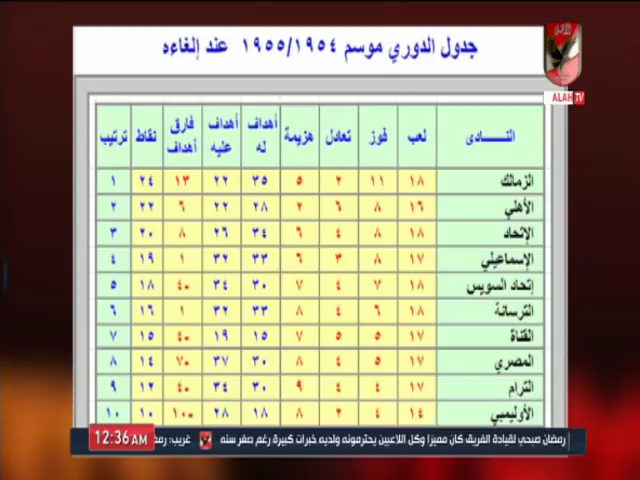 جدول الدوري موسم ١٩٥٥/١٩٥٤ عند إلغاءه
ALAHLY TV
النـــادى لعب فوز تعادل هزيمة أهداف له أهداف عليه فارق أهداف نقاط ترتيب
الزمالك ١٨ ١١ ٢ ٥ ٣٥ ٢٢ ١٣ ٢٤ ١
الأهلي ١٦ ٨ ٦ ٢ ٢٨ ٢٢ ٦ ٢٢ ٢
الإتحاد ١٨ ٨ ٤ ٦ ٣٤ ٢٦ ٨ ٢٠ ٣
الإسماعيلي ١٧ ٨ ٣ ٦ ٣٣ ٣٢ ١ ١٩ ٤
إتحاد السويس ١٨ ٧ ٤ ٧ ٣٠ ٣٤ ٤- ١٨ ٥
الترسانة ١٨ ٦ ٤ ٨ ٣٣ ٣٢ ١ ١٦ ٦
القناة ١٧ ٥ ٥ ٧ ١٥ ١٩ ٤- ١٥ ٧
المصري ١٧ ٥ ٤ ٨ ٣٠ ٣٧ ٧- ١٤ ٨
الترام ١٧ ٤ ٤ ٩ ٣٠ ٣٤ ٤- ١٢ ٩
الأوليمبي ١٤ ٤ ٢ ٨ ١٨ ٢٨ ١٠- ١٠ ١٠
رمضان صبحي لقيادة الفريق كان مميزا وكل اللاعبين يحترمونه ولديه خبرات كبيرة رغم صغر سنه غريب: رمض
12:36 AM